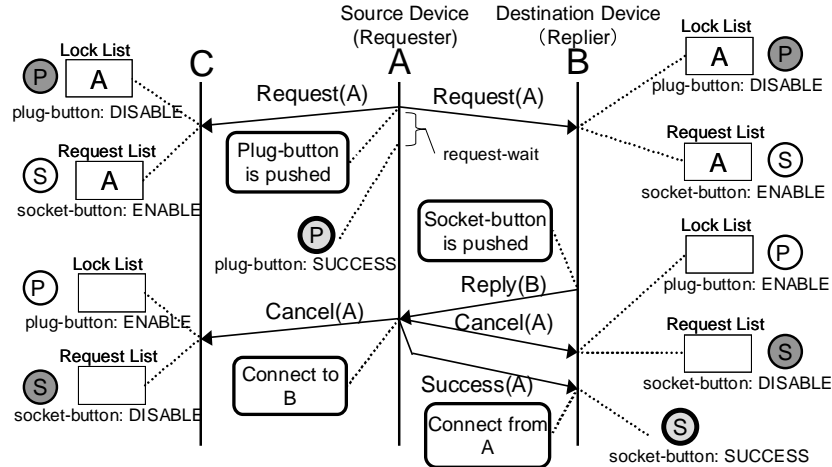 Source Device
(Requester)
Destination Device
(Replier)
C
A
B
Lock List
P
A
plug-button: DISABLE
Request List
S
A
socket-button: ENABLE
Lock List
P
plug-button: ENABLE
Request List
S
socket-button: DISABLE
Request(A)
Request(A)
Plug-button
is pushed
request-wait
P
plug-button: SUCCESS
Socket-button
is pushed
Reply(B)
Cancel(A)
Cancel(A)
Connect to
B
Success(A)
Connect from
A
Lock List
A
P
plug-button: DISABLE
Request List
A
S
socket-button: ENABLE
Lock List
P
plug-button: ENABLE
Request List
S
socket-button: DISABLE
S
socket-button: SUCCESS